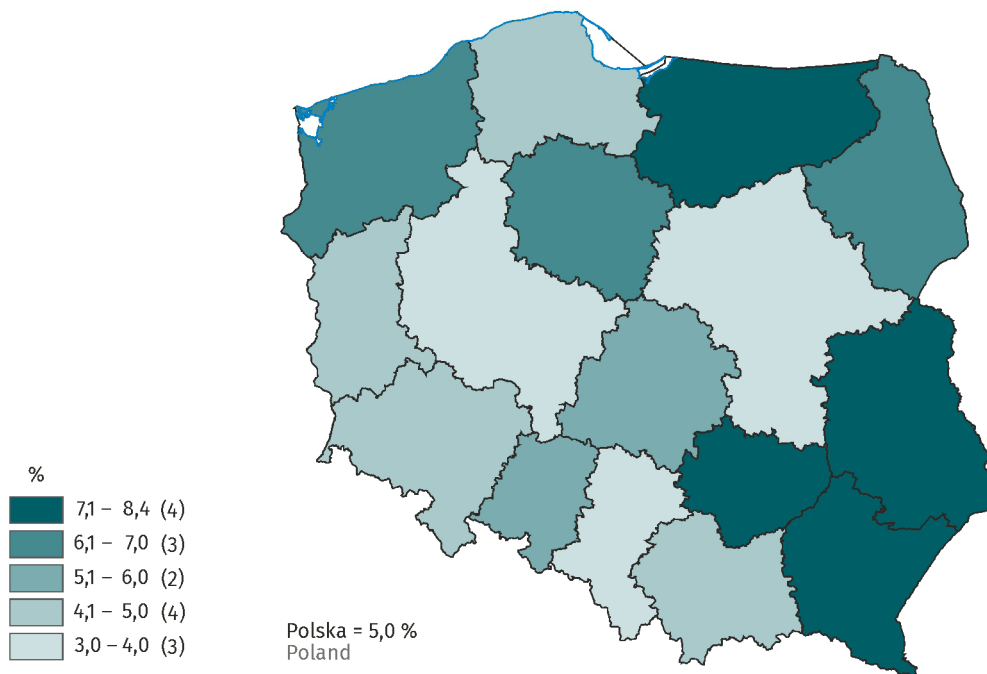 %
7,1 – 8,4 (4)
6,1 – 7,0 (3)
5,1 – 6,0 (2)
4,1 – 5,0 (4)
3,0 – 4,0 (3)
Polska = 5,0 %
Poland